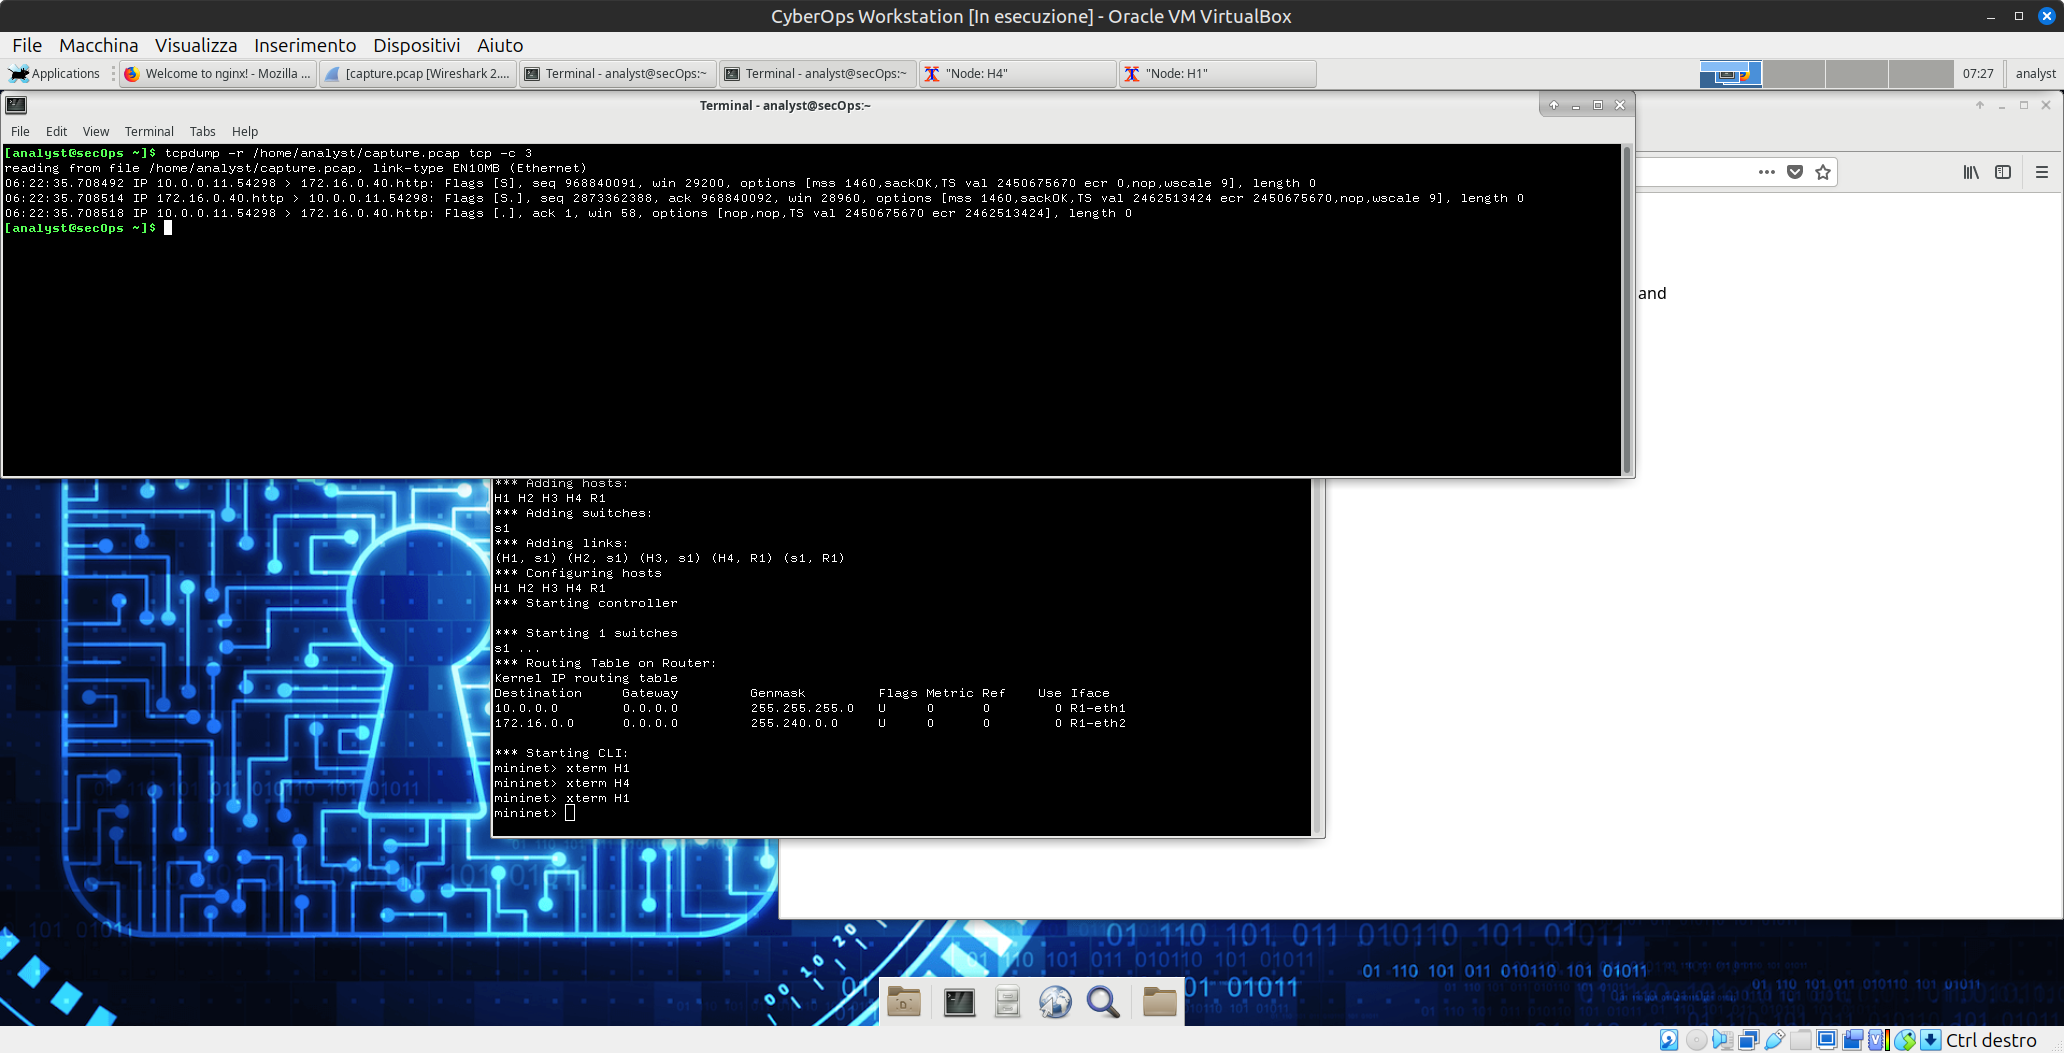 CyberOps Workstation [In esecuzione] - Oracle VM VirtualBox
File Macchina Visualizza Inserimento Dispositivi Aiuto
Applications Welcome to nginx! - Mozilla ... [capture.pcap [Wireshark 2.... Terminal - analyst@secOps:~ Terminal - analyst@secOps:~ "Node: H4" "Node: H1" 07:27 analyst
Terminal - analyst@secOps:~
File Edit View Terminal Tabs Help
[analyst@secOps ~]$ tcpdump -r /home/analyst/capture.pcap tcp -c 3
reading from file /home/analyst/capture.pcap, link-type EN10MB (Ethernet)
06:22:35.708492 IP 10.0.0.11.54298 > 172.16.0.40.http: Flags [S], seq 968840091, win 29200, options [mss 1460,sackOK,TS val 2450675670 ecr 0,nop,wscale 9], length 0
06:22:35.708514 IP 172.16.0.40.http > 10.0.0.11.54298: Flags [S.], seq 2873362388, ack 968840092, win 28960, options [mss 1460,sackOK,TS val 2462513424 ecr 2450675670,nop,wscale 9], length 0
06:22:35.708518 IP 10.0.0.11.54298 > 172.16.0.40.http: Flags [.], ack 1, win 58, options [nop,nop,TS val 2450675670 ecr 2462513424], length 0
[analyst@secOps ~]$
and
*** Adding hosts:
H1 H2 H3 H4 R1
*** Adding switches:
s1
*** Adding links:
(H1, s1) (H2, s1) (H3, s1) (H4, R1) (s1, R1)
*** Configuring hosts
H1 H2 H3 H4 R1
*** Starting controller
*** Starting 1 switches
s1 ...
*** Routing Table on Router:
Kernel IP routing table
Destination Gateway Genmask Flags Metric Ref Use Iface
10.0.0.0 0.0.0.0 255.255.255.0 U 0 0 0 R1-eth1
172.16.0.0 0.0.0.0 255.240.0.0 U 0 0 0 R1-eth2
*** Starting CLI:
mininet> xterm H1
mininet> xterm H4
mininet> xterm H1
mininet>
01 110 101 011 010110 101 01011
01 110 101 011 010110 101 01011
Ctrl destro